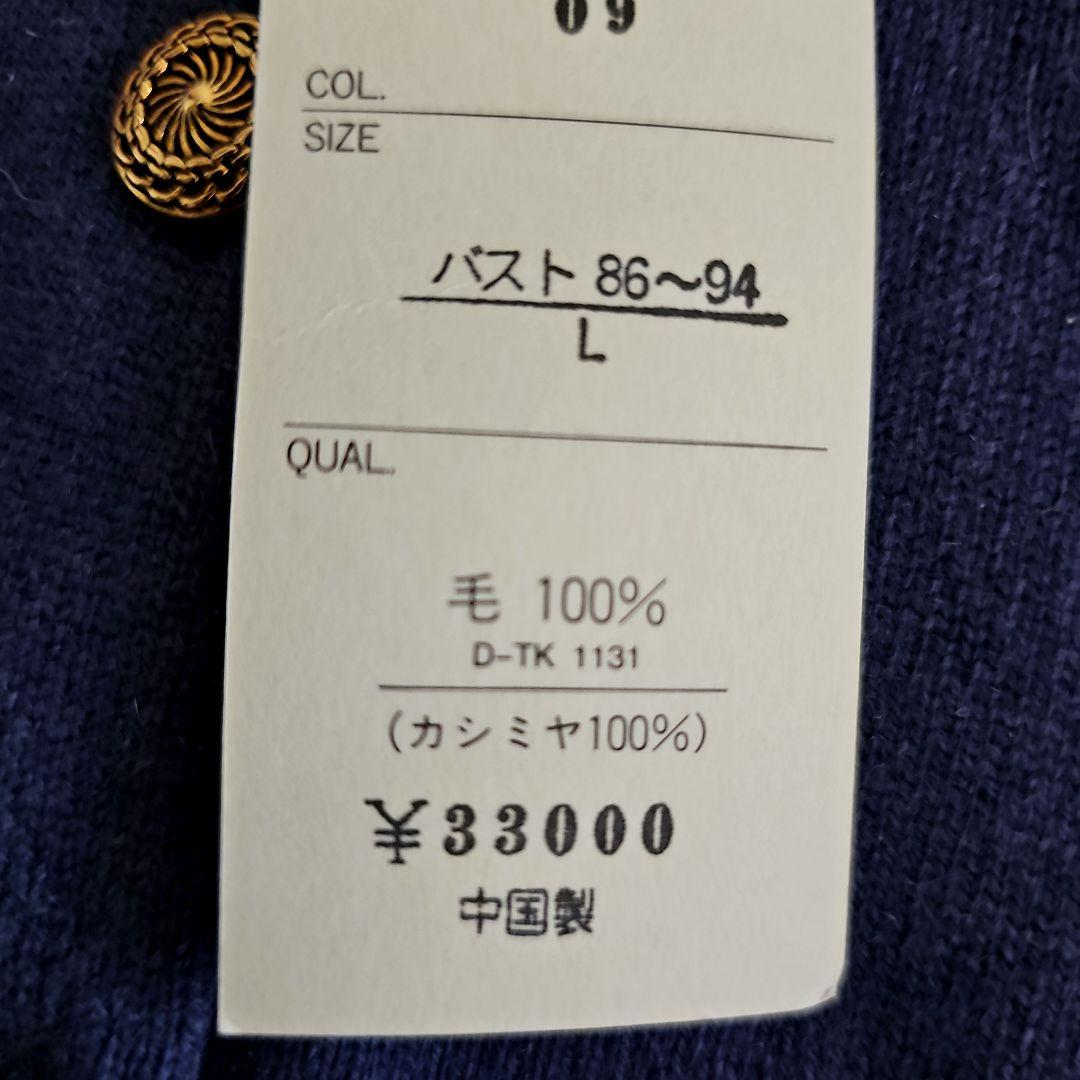 09
COL.
SIZE
バスト 86〜94
L
QUAL.
毛 100%
D-TK 1131
(カシミヤ100%)
¥33000
中国製